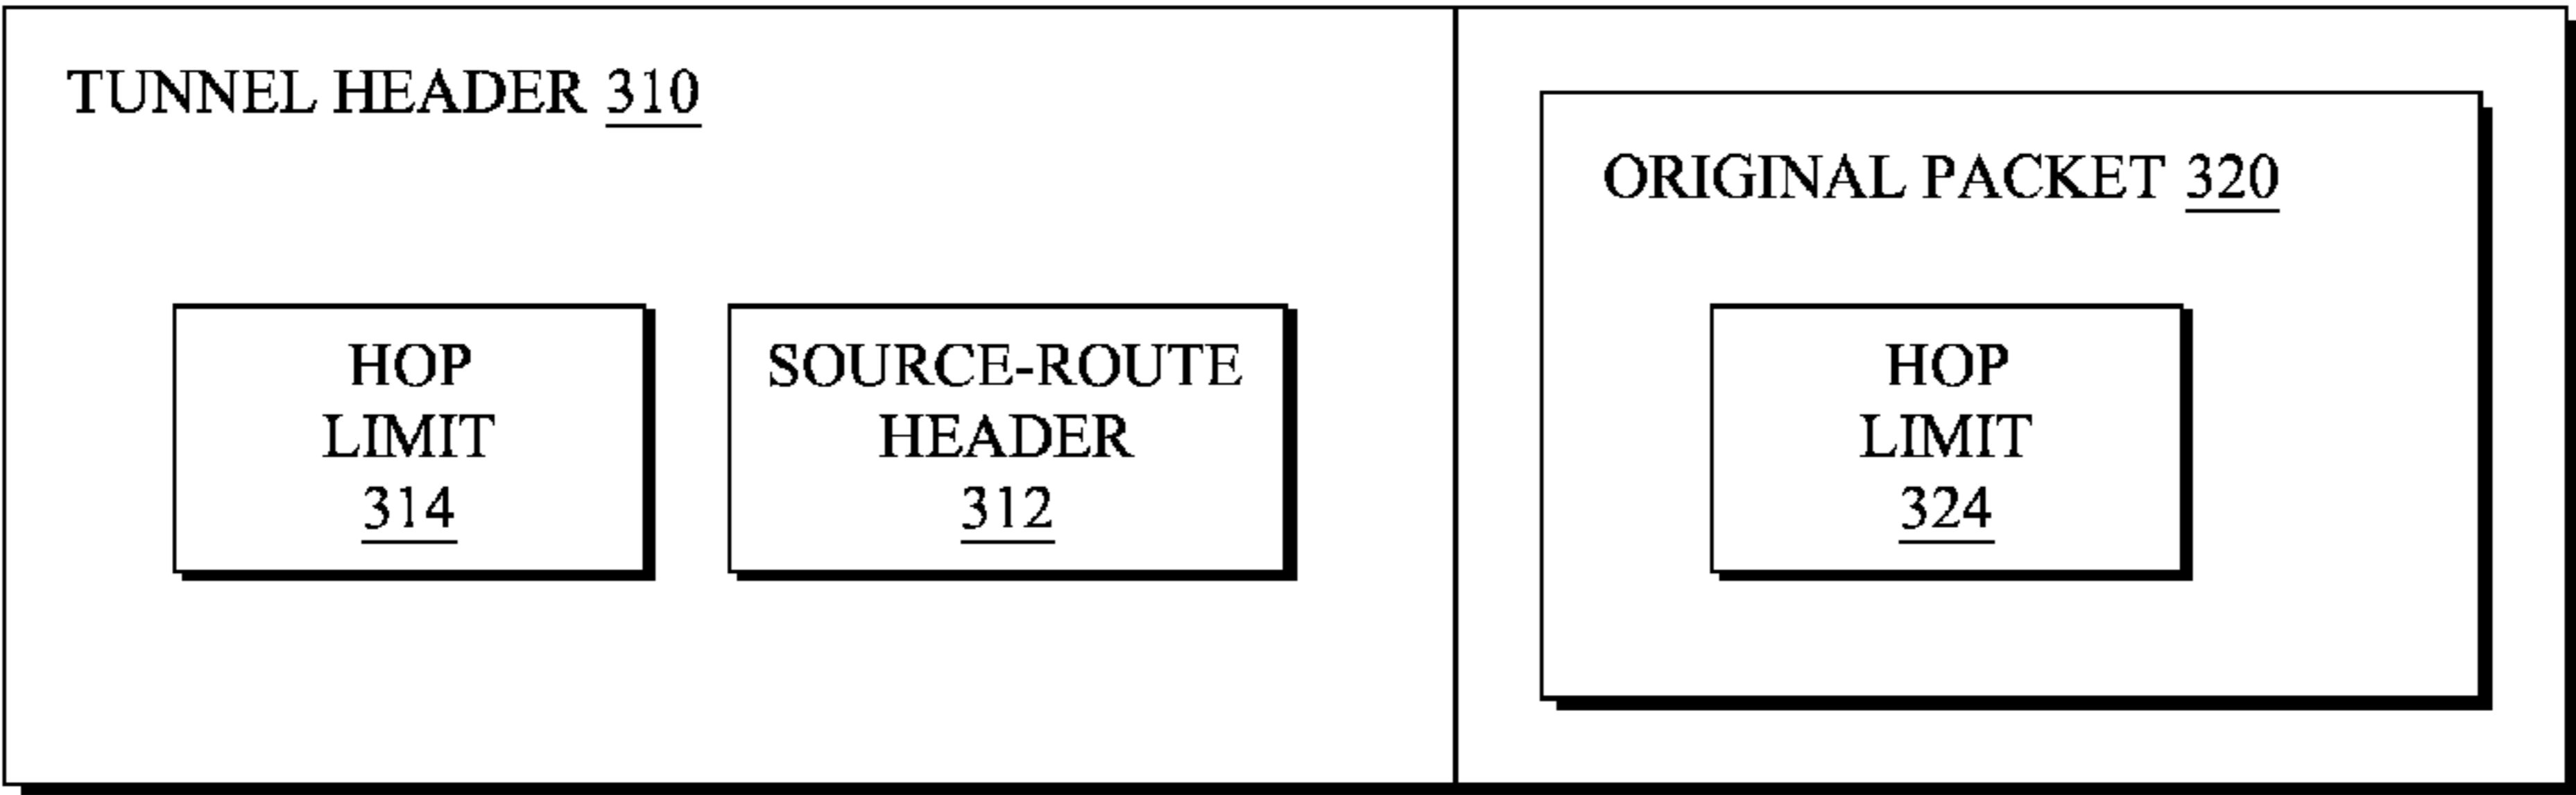 TUNNEL HEADER 310
HOP
LIMIT
314
SOURCE-ROUTE
HEADER
312
ORIGINAL PACKET 320
HOP
LIMIT
324